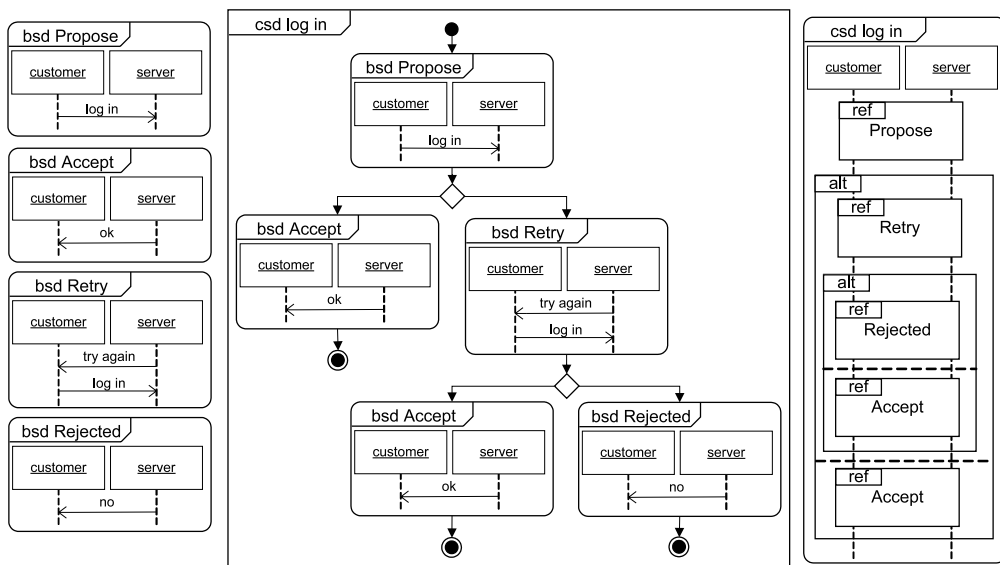 bsd Propose
customer server
log in
bsd Accept
customer server
ok
bsd Retry
customer server
try again
log in
bsd Rejected
customer server
no
csd log in
bsd Propose
customer server
log in
bsd Accept
customer server
ok
bsd Retry
customer server
try again
log in
bsd Accept
customer server
ok
bsd Rejected
customer server
no
csd log in
customer server
ref
Propose
alt
ref
Retry
alt
ref
Rejected
ref
Accept
ref
Accept